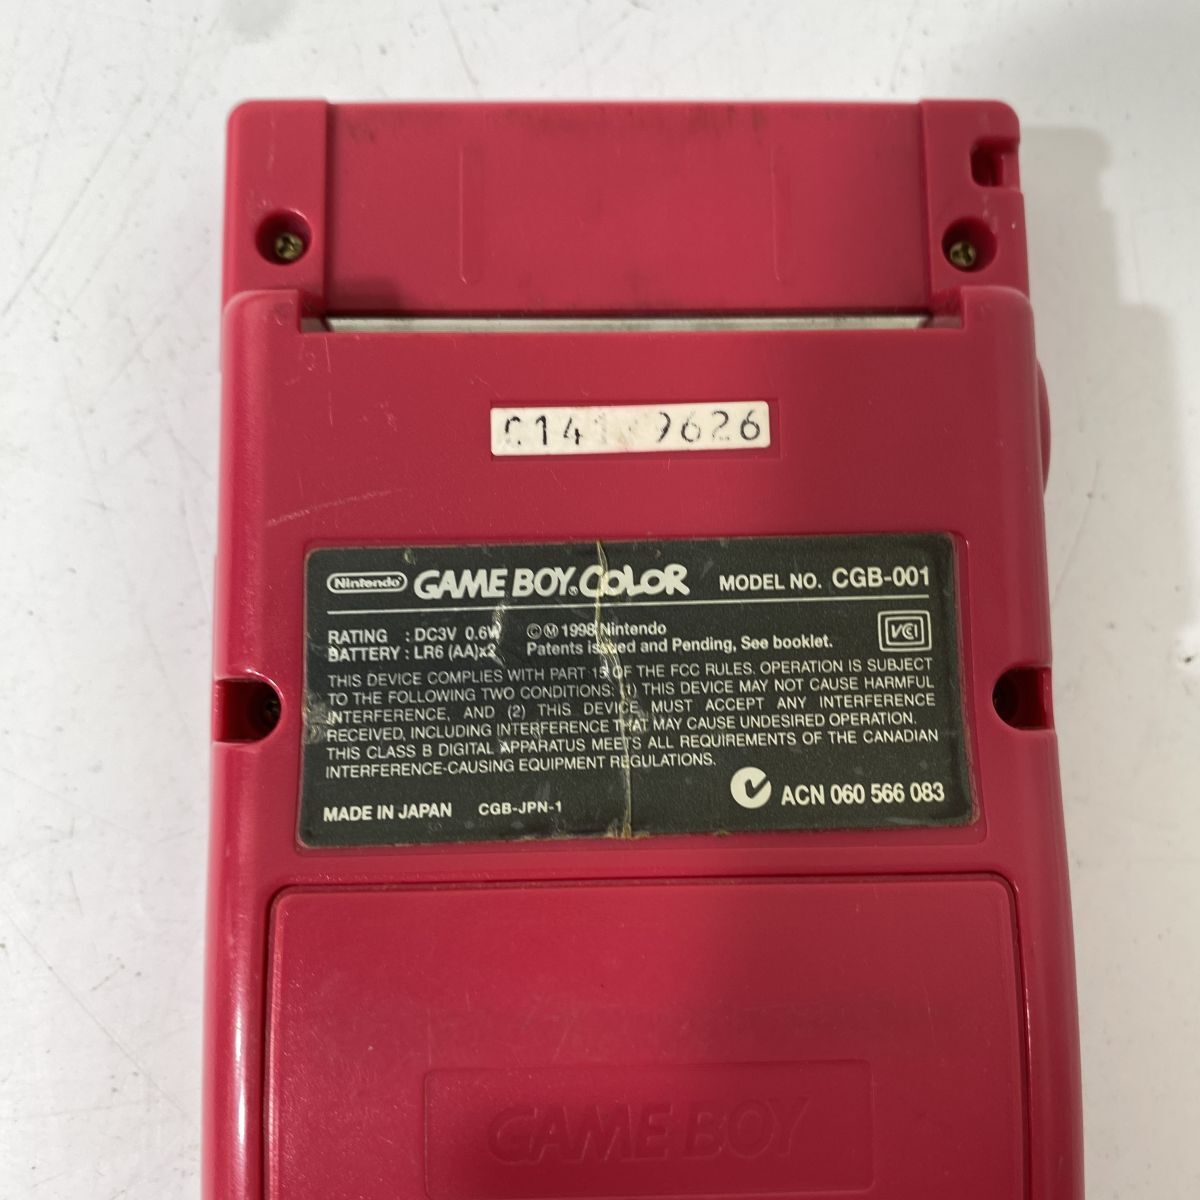 Nintendo GAME BOY COLOR MODEL NO. CGB-001
RATING : DC3V 0.6W © Ⓜ 1998 Nintendo
BATTERY : LR6 (AA)x2 Patents issued and Pending, See booklet.
VCI
THIS DEVICE COMPLIES WITH PART 15 OF THE FCC RULES. OPERATION IS SUBJECT
TO THE FOLLOWING TWO CONDITIONS: (1) THIS DEVICE MAY NOT CAUSE HARMFUL
INTERFERENCE, AND (2) THIS DEVICE MUST ACCEPT ANY INTERFERENCE
RECEIVED, INCLUDING INTERFERENCE THAT MAY CAUSE UNDESIRED OPERATION.
THIS CLASS B DIGITAL APPARATUS MEETS ALL REQUIREMENTS OF THE CANADIAN
INTERFERENCE-CAUSING EQUIPMENT REGULATIONS.
MADE IN JAPAN CGB-JPN-1 ACN 060 566 083
GAME BOY